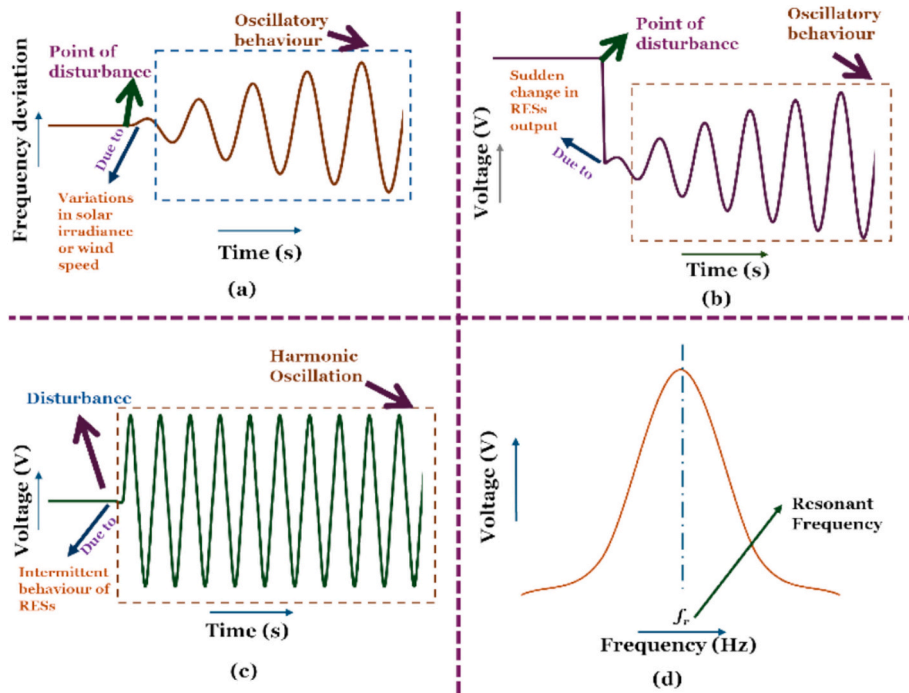 Oscillatory
behaviour
Point of
disturbance
Frequency deviation
Due to
Variations
in solar
irradiance
or wind
speed
Time (s)
(a)
Oscillatory
behaviour
Point of
disturbance
Sudden
change in
RESs
output
Due to
Voltage (V)
Time (s)
(b)
Harmonic
Oscillation
Disturbance
Voltage (V)
Due to
Intermittent
behaviour of
RESs
Time (s)
(c)
Voltage (V)
Resonant
Frequency
fr
Frequency (Hz)
(d)